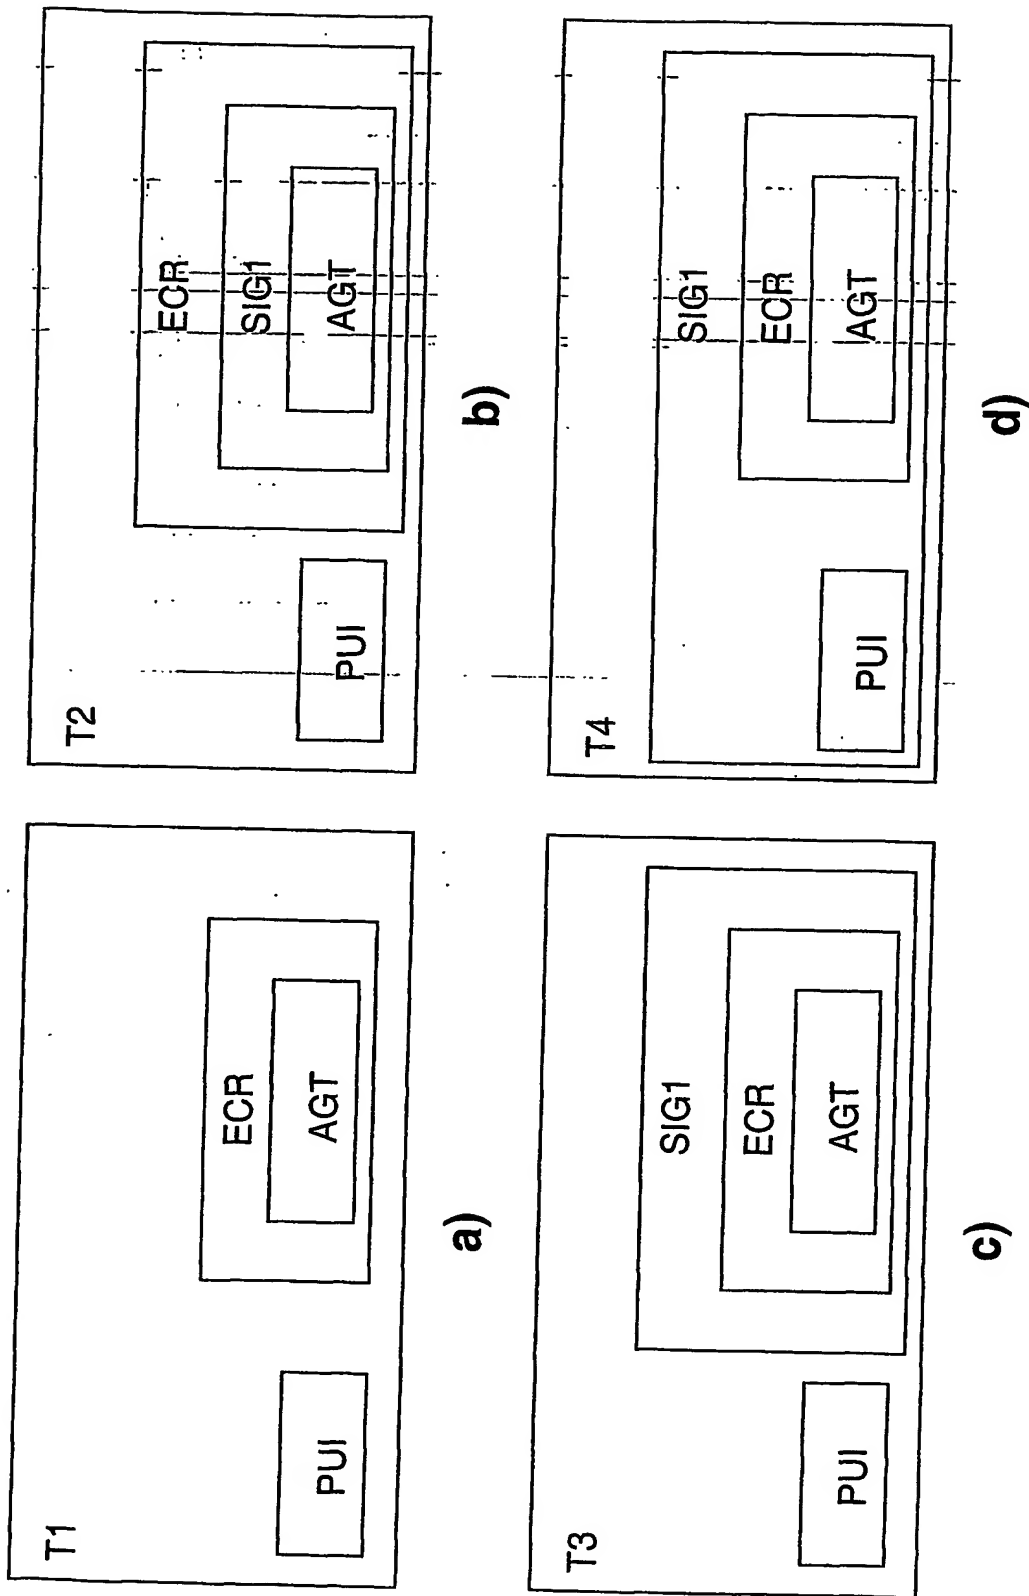 T1
ECR
AGT
PUI
a)
T2
ECR
SIG1
AGT
PUI
b)
T3
SIG1
ECR
AGT
PUI
c)
T4
SIG1
ECR
AGT
PUI
d)